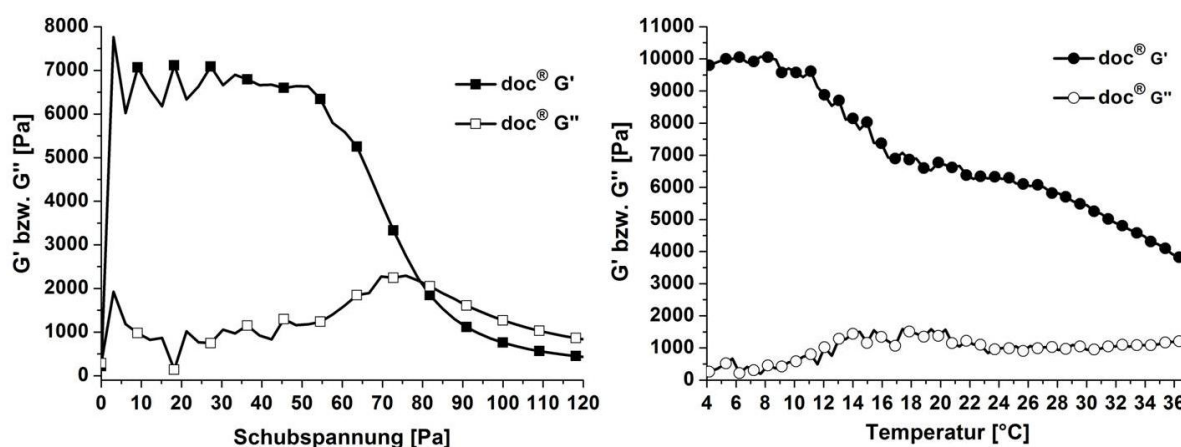 8000
7000
6000
5000
4000
3000
2000
1000
0
G' bzw. G" [Pa]
doc® G'
doc® G"
0 10 20 30 40 50 60 70 80 90 100 110 120
Schubspannung [Pa]
11000
10000
9000
8000
7000
6000
5000
4000
3000
2000
1000
0
G' bzw. G" [Pa]
doc® G'
doc® G"
4 6 8 10 12 14 16 18 20 22 24 26 28 30 32 34 36
Temperatur [°C]